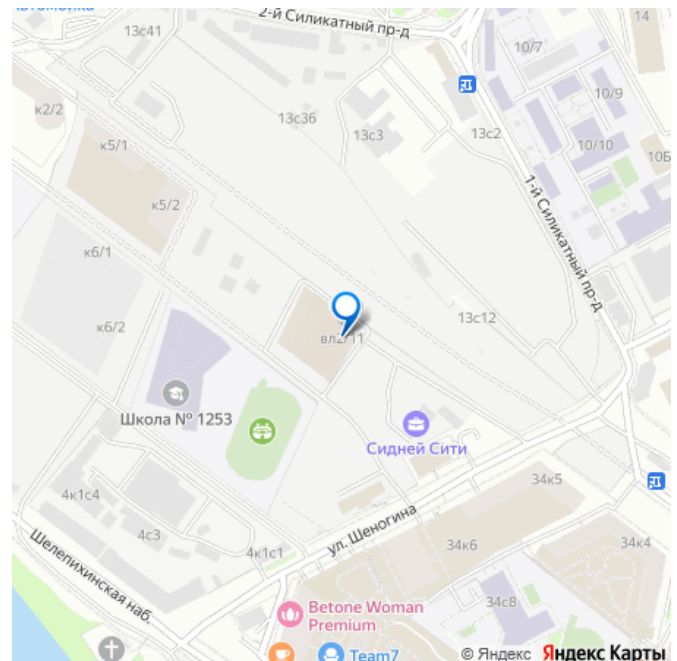 Автомойка
13с41
2-й Силикатный пр-д
14
10/7
к2/2
13с36
13с3
13с2
10/9
к5/1
10/10
10Б
к5/2
1-й Силикатный пр-д
к6/1
13с12
к6/2
вл2/11
Школа № 1253
Сидней Сити
4к1с4
34к5
4с3
ул. Шеногина
4к1с1
34к6
34к4
Шелепихинская наб.
Betone Woman
Premium
34с8
Team7
© Яндекс Яндекс Карты